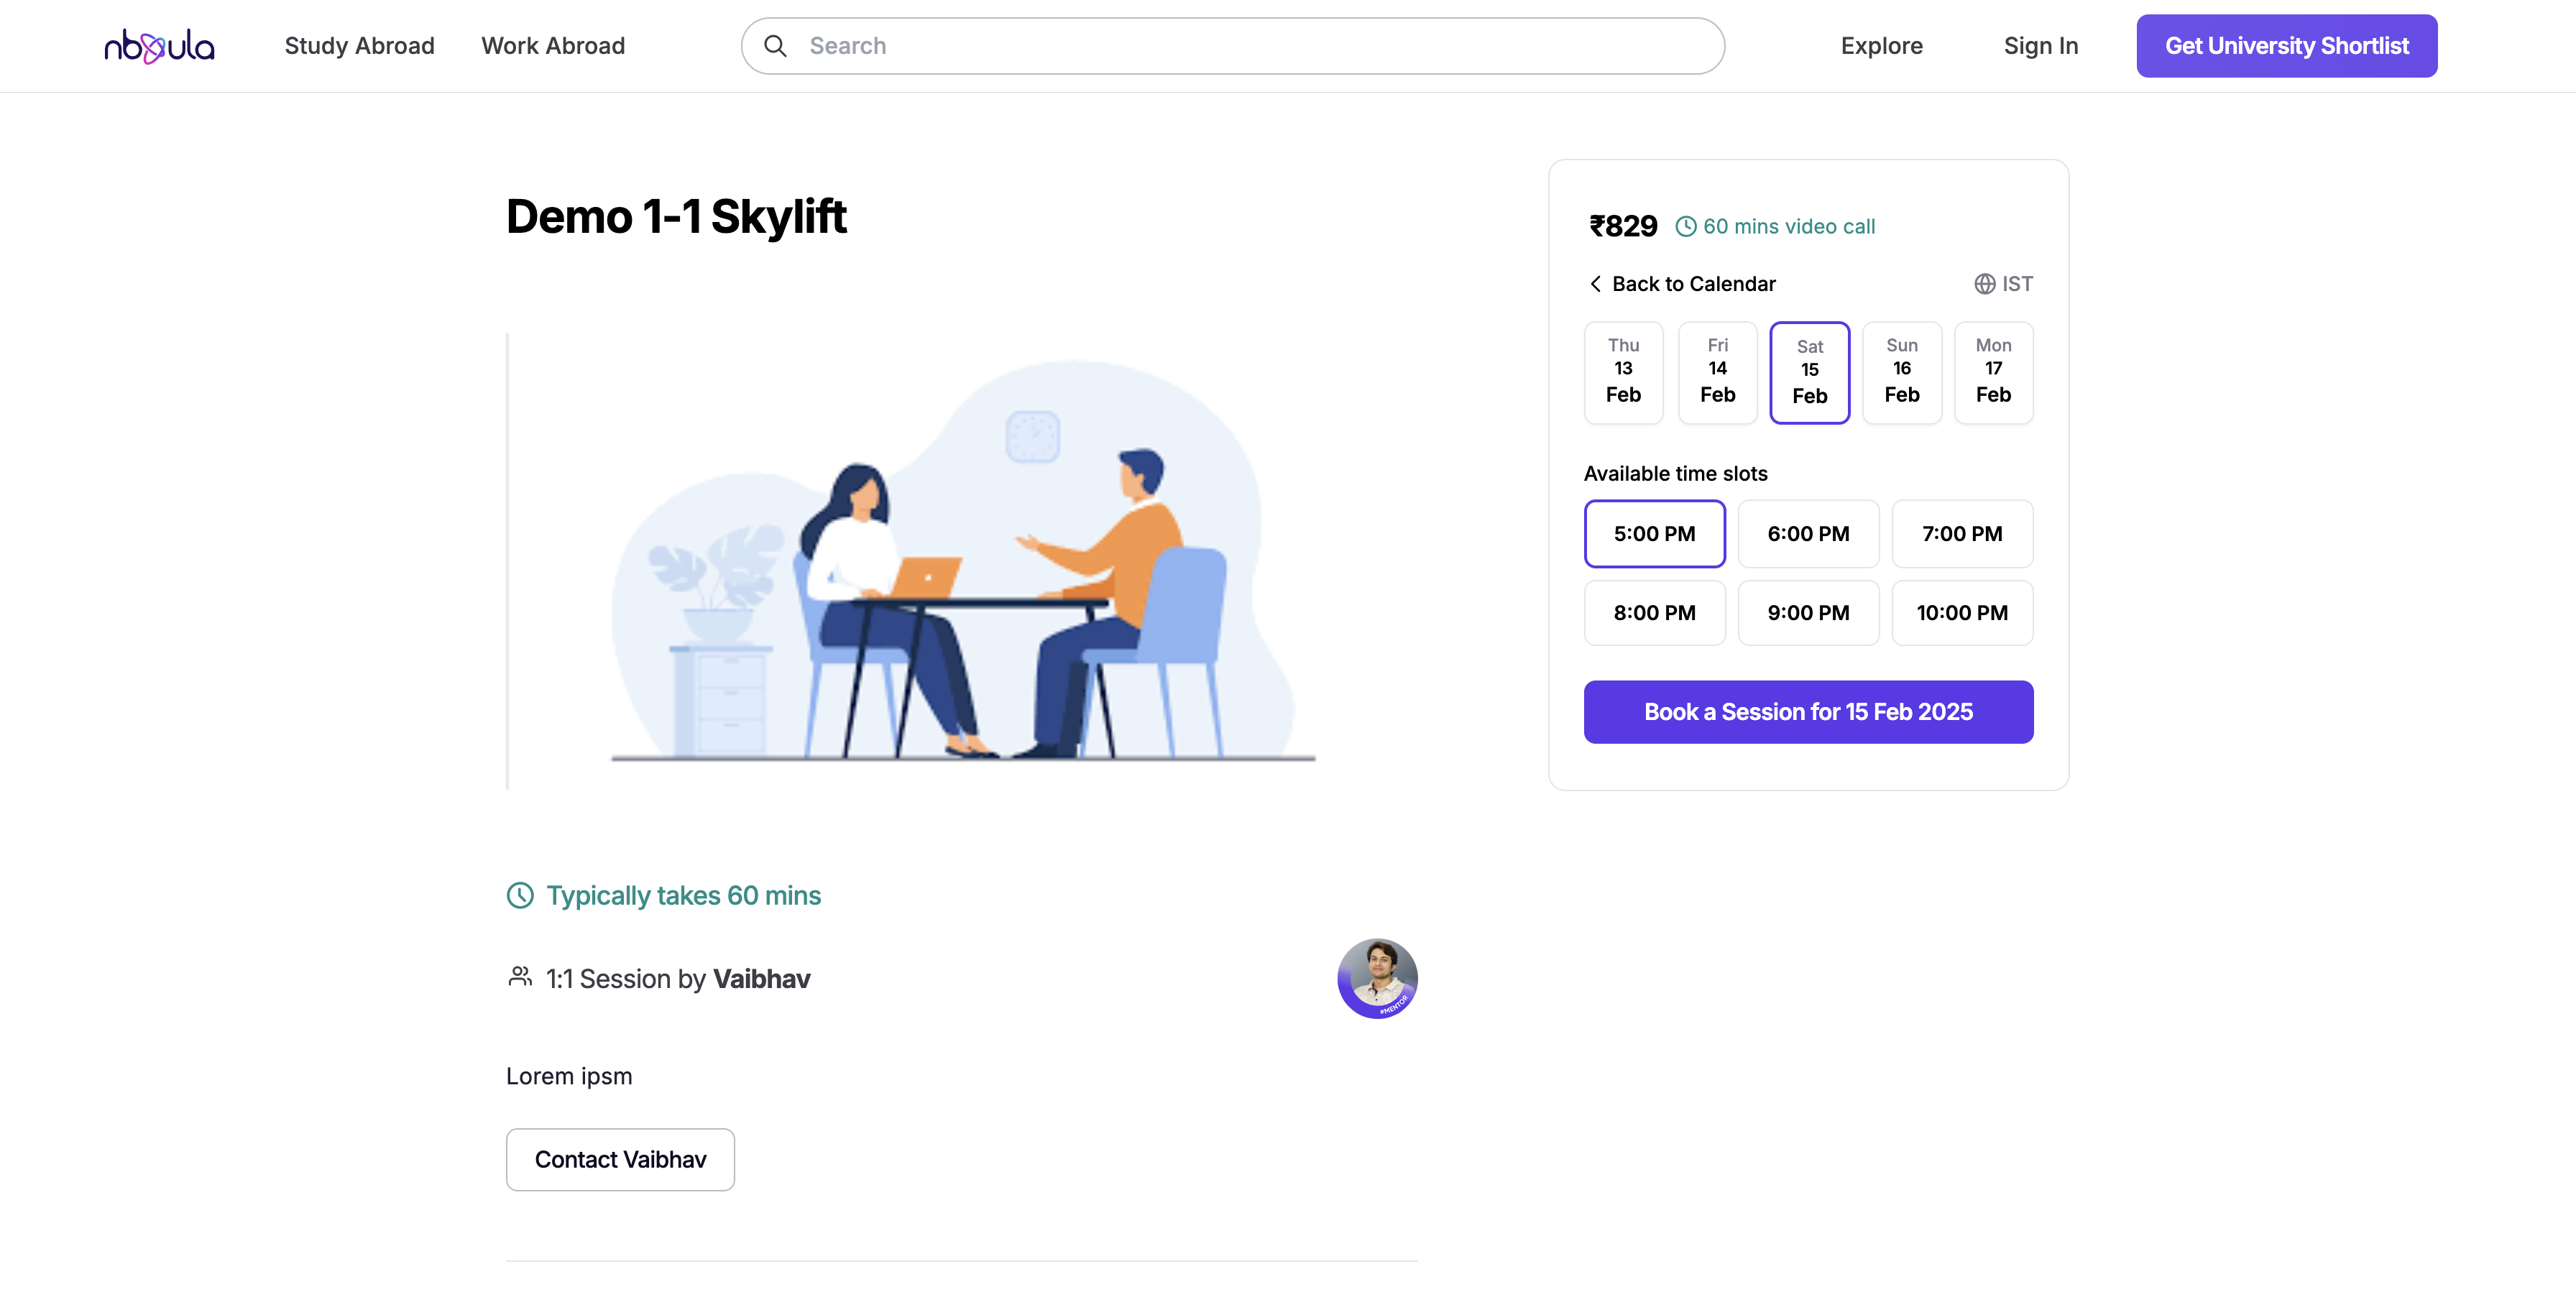 nbyula
Study Abroad
Work Abroad
Search
Explore
Sign In
Get University Shortlist
Demo 1-1 Skylift
₹829
60 mins video call
Back to Calendar
IST
Thu
13
Feb
Fri
14
Feb
Sat
15
Feb
Sun
16
Feb
Mon
17
Feb
Available time slots
5:00 PM
6:00 PM
7:00 PM
8:00 PM
9:00 PM
10:00 PM
Book a Session for 15 Feb 2025
Typically takes 60 mins
1:1 Session by Vaibhav
#MENTOR
Lorem ipsm
Contact Vaibhav